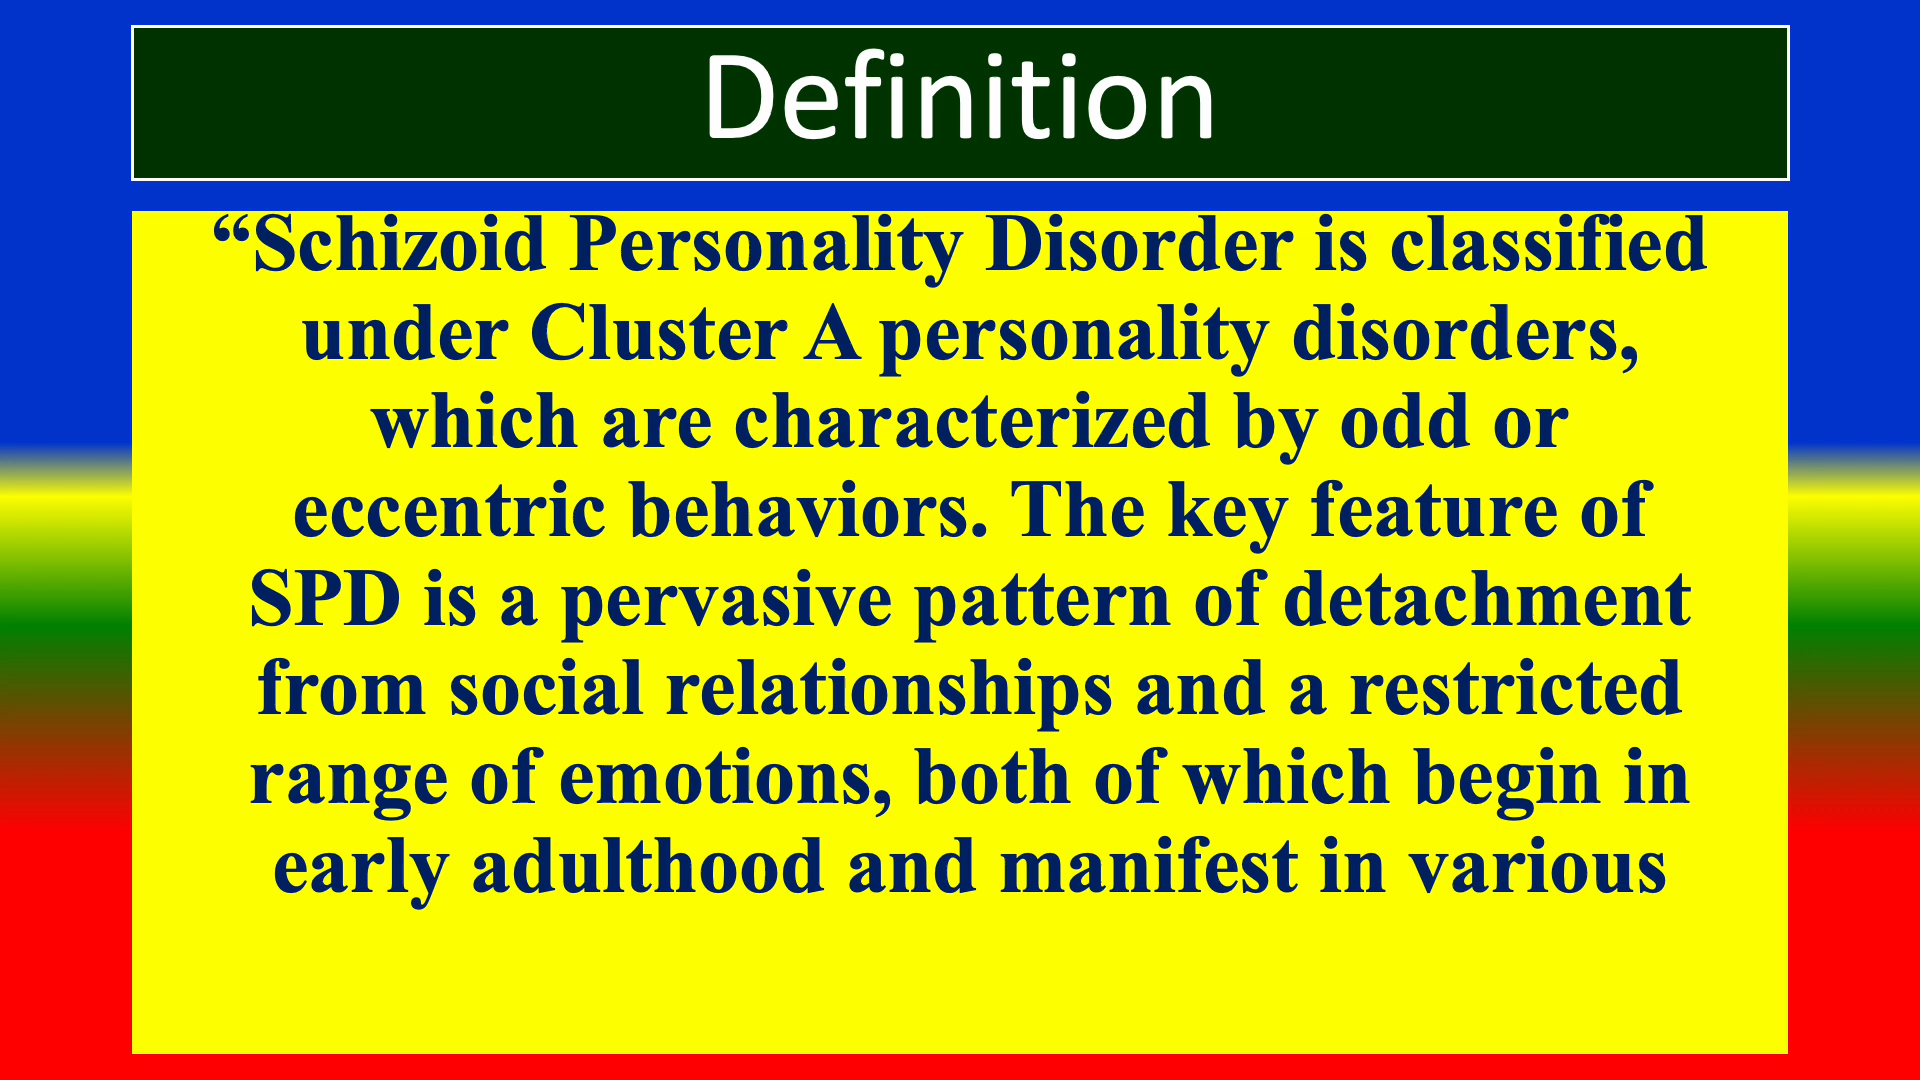 Definition
“Schizoid Personality Disorder is classified
under Cluster A personality disorders,
which are characterized by odd or
eccentric behaviors. The key feature of
SPD is a pervasive pattern of detachment
from social relationships and a restricted
range of emotions, both of which begin in
early adulthood and manifest in various